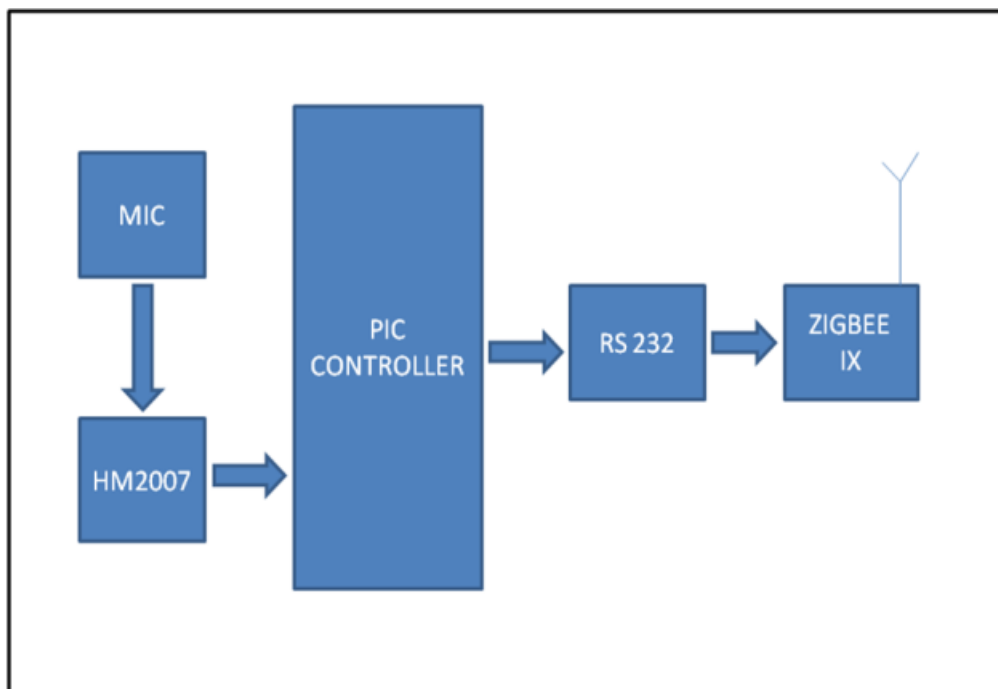 MIC
HM2007
PIC
CONTROLLER
RS 232
ZIGBEE
IX